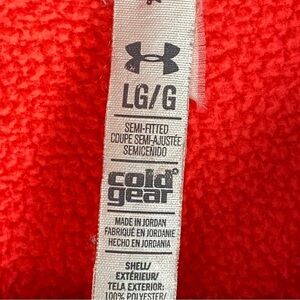 LG/G
SEMI-FITTED
COUPE SEMI-AJUSTÉE
SEMICEÑIDO
cold
gear
MADE IN JORDAN
FABRIQUÉ EN JORDANIE
HECHO EN JORDANIA
SHELL/
EXTÉRIEUR/
TELA EXTERIOR:
100% POLYESTER/